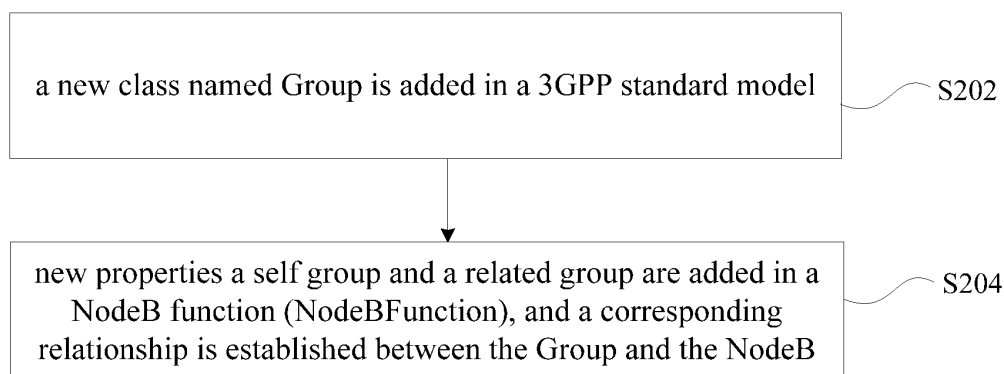 a new class named Group is added in a 3GPP standard model
S202
new properties a self group and a related group are added in a
NodeB function (NodeBFunction), and a corresponding
relationship is established between the Group and the NodeB
S204